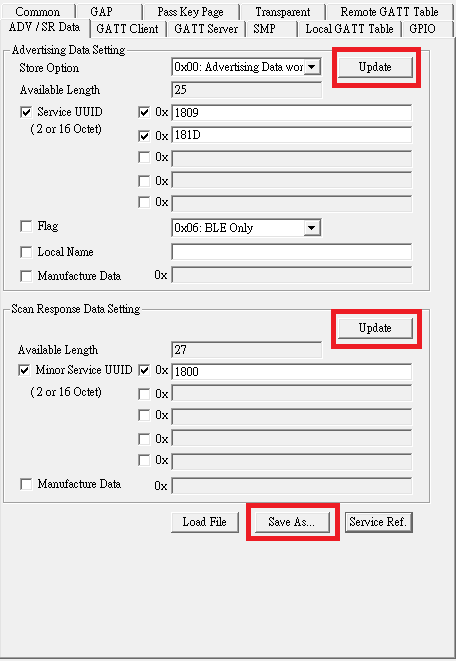 Common GAP Pass Key Page Transparent Remote GATT Table
ADV / SR Data GATT Client GATT Server SMP Local GATT Table GPIO
Advertising Data Setting
Store Option 0x00: Advertising Data wor Update
Available Length 25
Service UUID 0x 1809
( 2 or 16 Octet) 0x 181D
0x
0x
0x
Flag 0x06: BLE Only
Local Name
Manufacture Data 0x
Scan Response Data Setting
Update
Available Length 27
Minor Service UUID 0x 1800
( 2 or 16 Octet) 0x
0x
0x
0x
Manufacture Data 0x
Load File Save As... Service Ref.